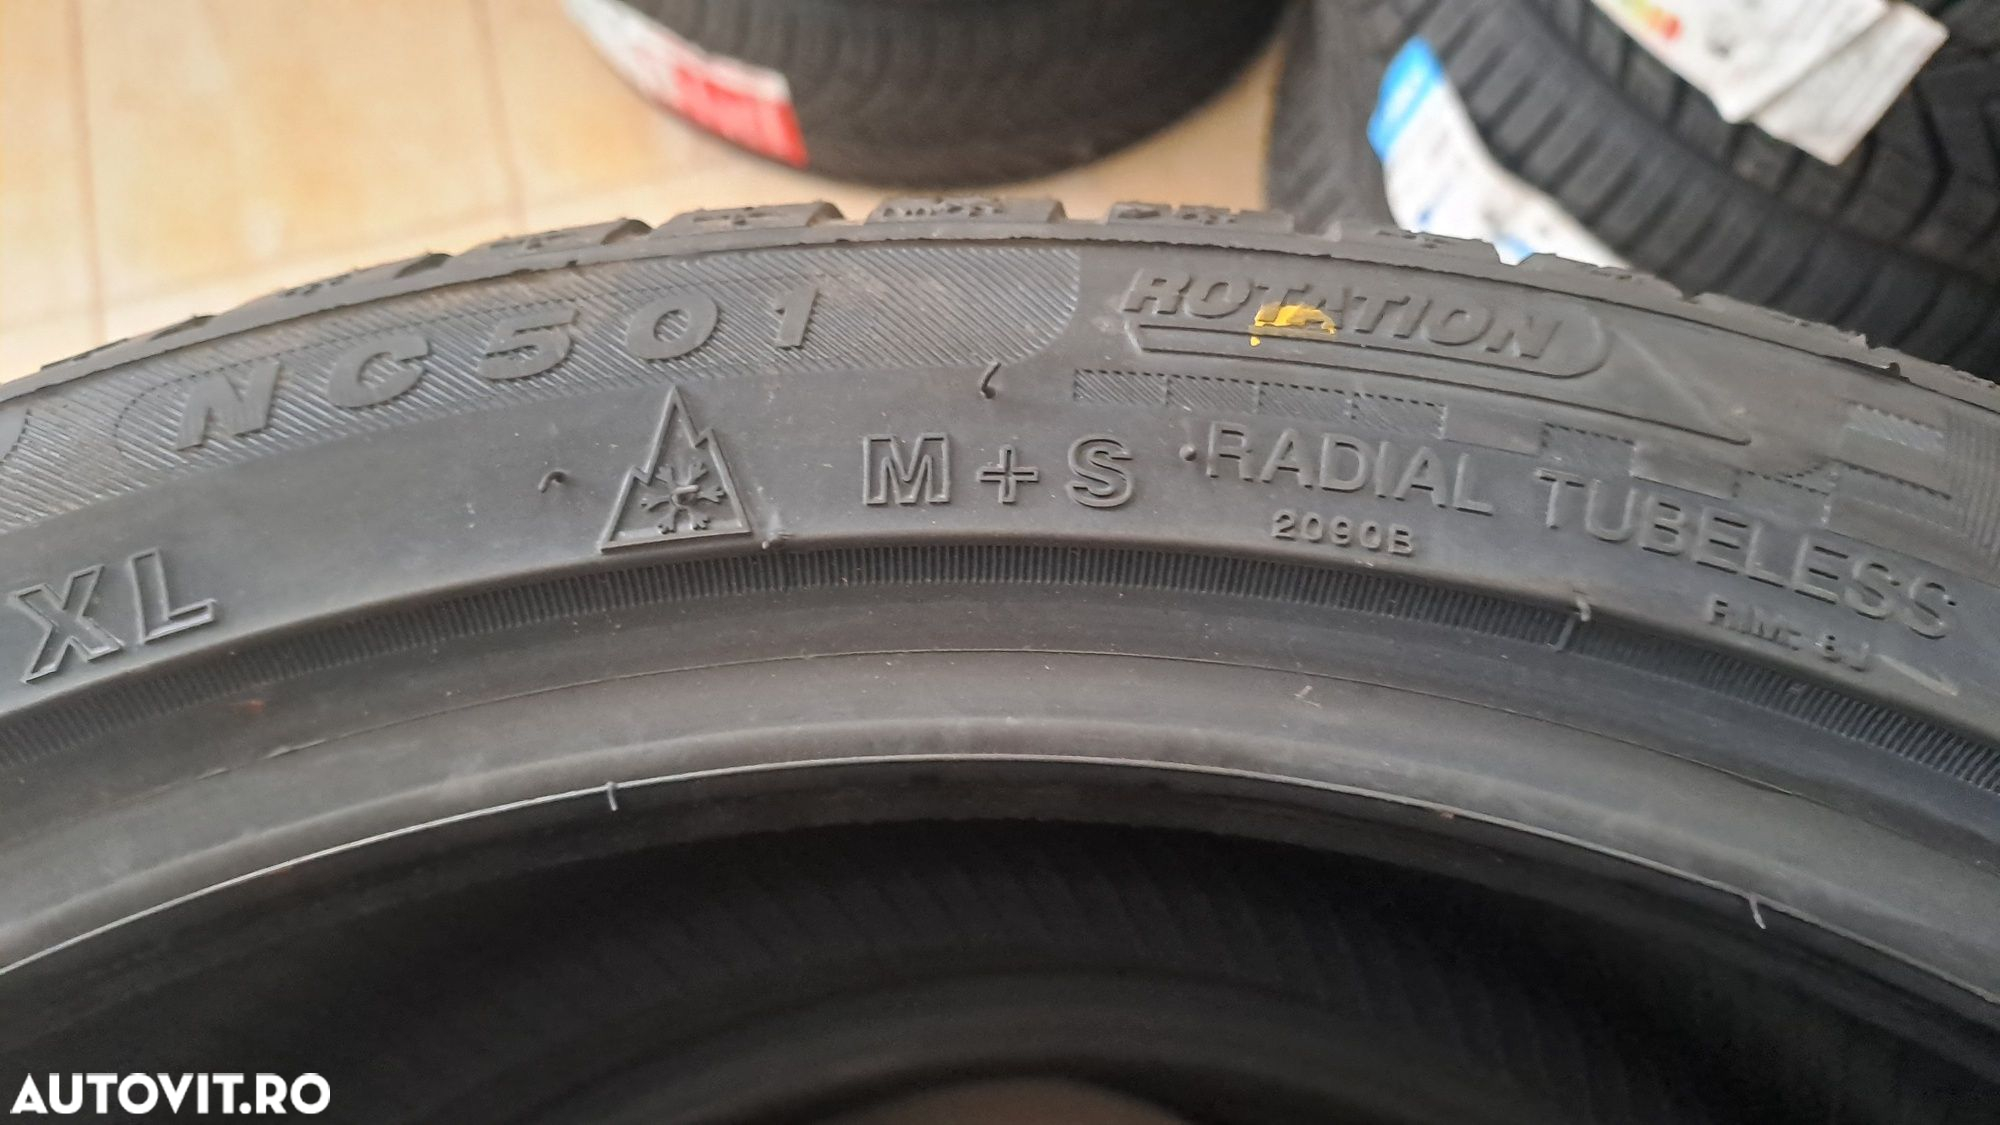 NC501
ROTATION
M+S
RADIAL TUBELESS
2090B
XL
AUTOVIT.RO